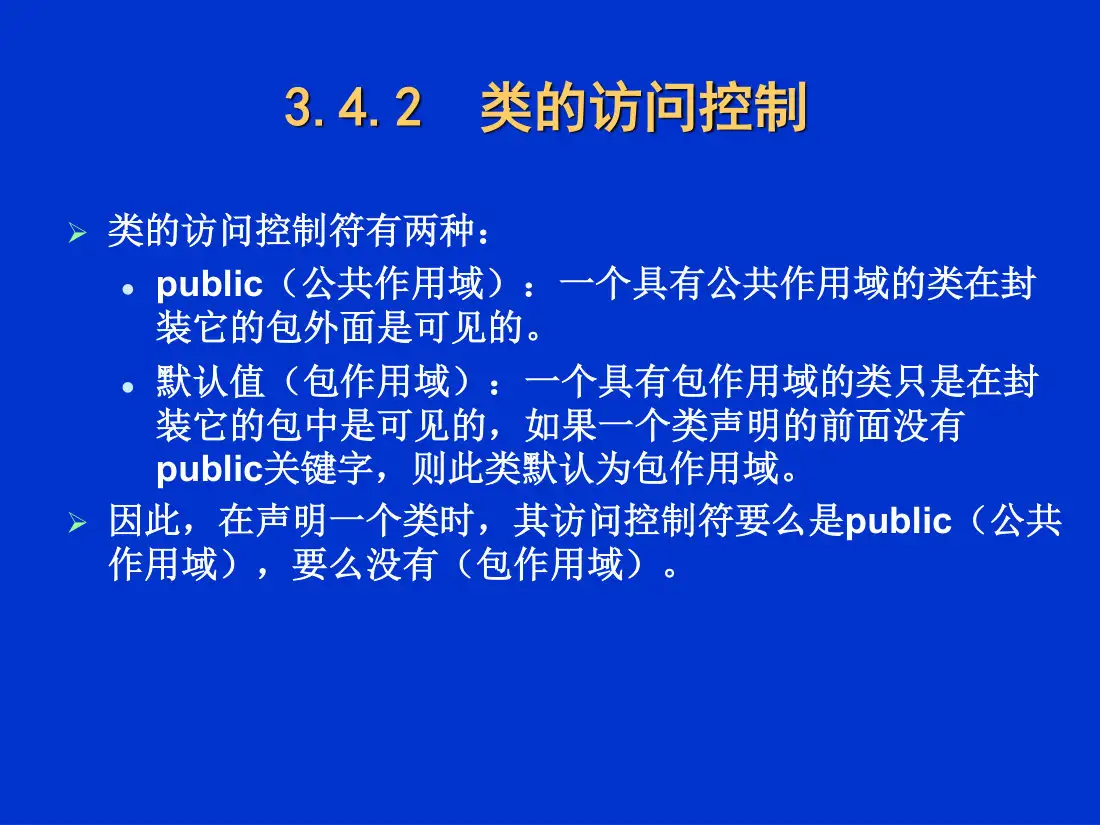 3.4.2 类的访问控制
类的访问控制符有两种：
public（公共作用域）：一个具有公共作用域的类在封
装它的包外面是可见的。
默认值（包作用域）：一个具有包作用域的类只是在封
装它的包中是可见的，如果一个类声明的前面没有
public关键字，则此类默认为包作用域。
因此，在声明一个类时，其访问控制符要么是public（公共
作用域），要么没有（包作用域）。